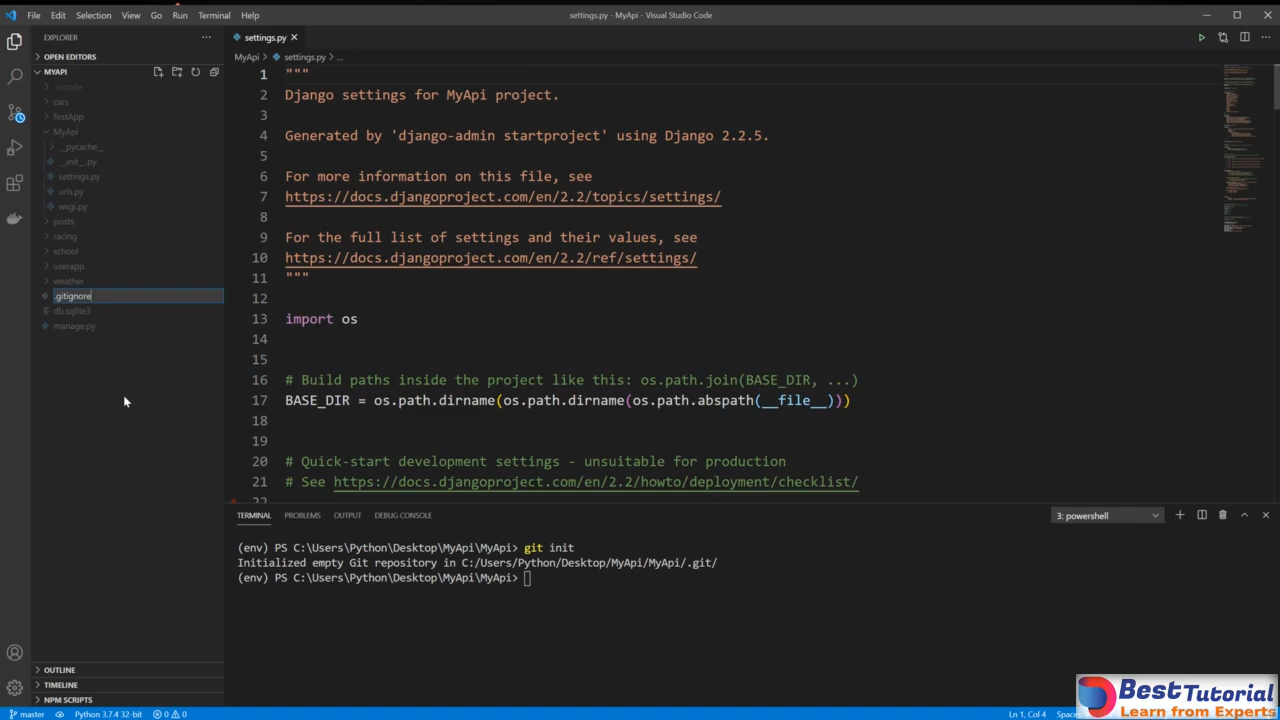 File Edit Selection View Go Run Terminal Help
settings.py - MyApi - Visual Studio Code
EXPLORER
OPEN EDITORS
MYAPI
.vscode
cars
firstApp
MyApi
__pycache__
__init__.py
settings.py
urls.py
wsgi.py
posts
racing
school
userapp
weather
.gitignore
db.sqlite3
manage.py
OUTLINE
TIMELINE
NPM SCRIPTS
settings.py
MyApi > settings.py > ...
1 """
2 Django settings for MyApi project.
3
4 Generated by 'django-admin startproject' using Django 2.2.5.
5
6 For more information on this file, see
7 https://docs.djangoproject.com/en/2.2/topics/settings/
8
9 For the full list of settings and their values, see
10 https://docs.djangoproject.com/en/2.2/ref/settings/
11 """
12
13 import os
14
15
16 # Build paths inside the project like this: os.path.join(BASE_DIR, ...)
17 BASE_DIR = os.path.dirname(os.path.dirname(os.path.abspath(__file__)))
18
19
20 # Quick-start development settings - unsuitable for production
21 # See https://docs.djangoproject.com/en/2.2/howto/deployment/checklist/
22
TERMINAL PROBLEMS OUTPUT DEBUG CONSOLE
3: powershell
(env) PS C:\Users\Python\Desktop\MyApi\MyApi> git init
Initialized empty Git repository in C:/Users/Python/Desktop/MyApi/MyApi/.git/
(env) PS C:\Users\Python\Desktop\MyApi\MyApi>
master Python 3.7.4 32-bit 0 0
Ln 1, Col 4
BestTutorial
Learn from Experts